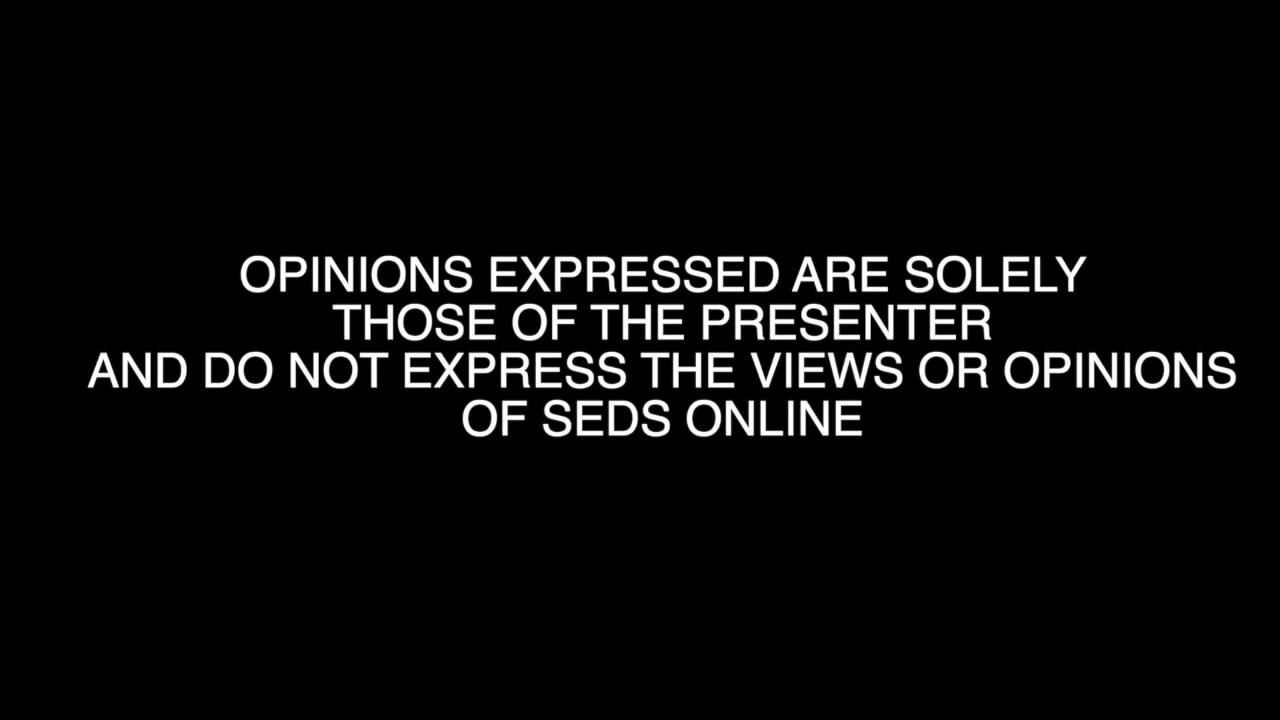 OPINIONS EXPRESSED ARE SOLELY
THOSE OF THE PRESENTER
AND DO NOT EXPRESS THE VIEWS OR OPINIONS
OF SEDS ONLINE